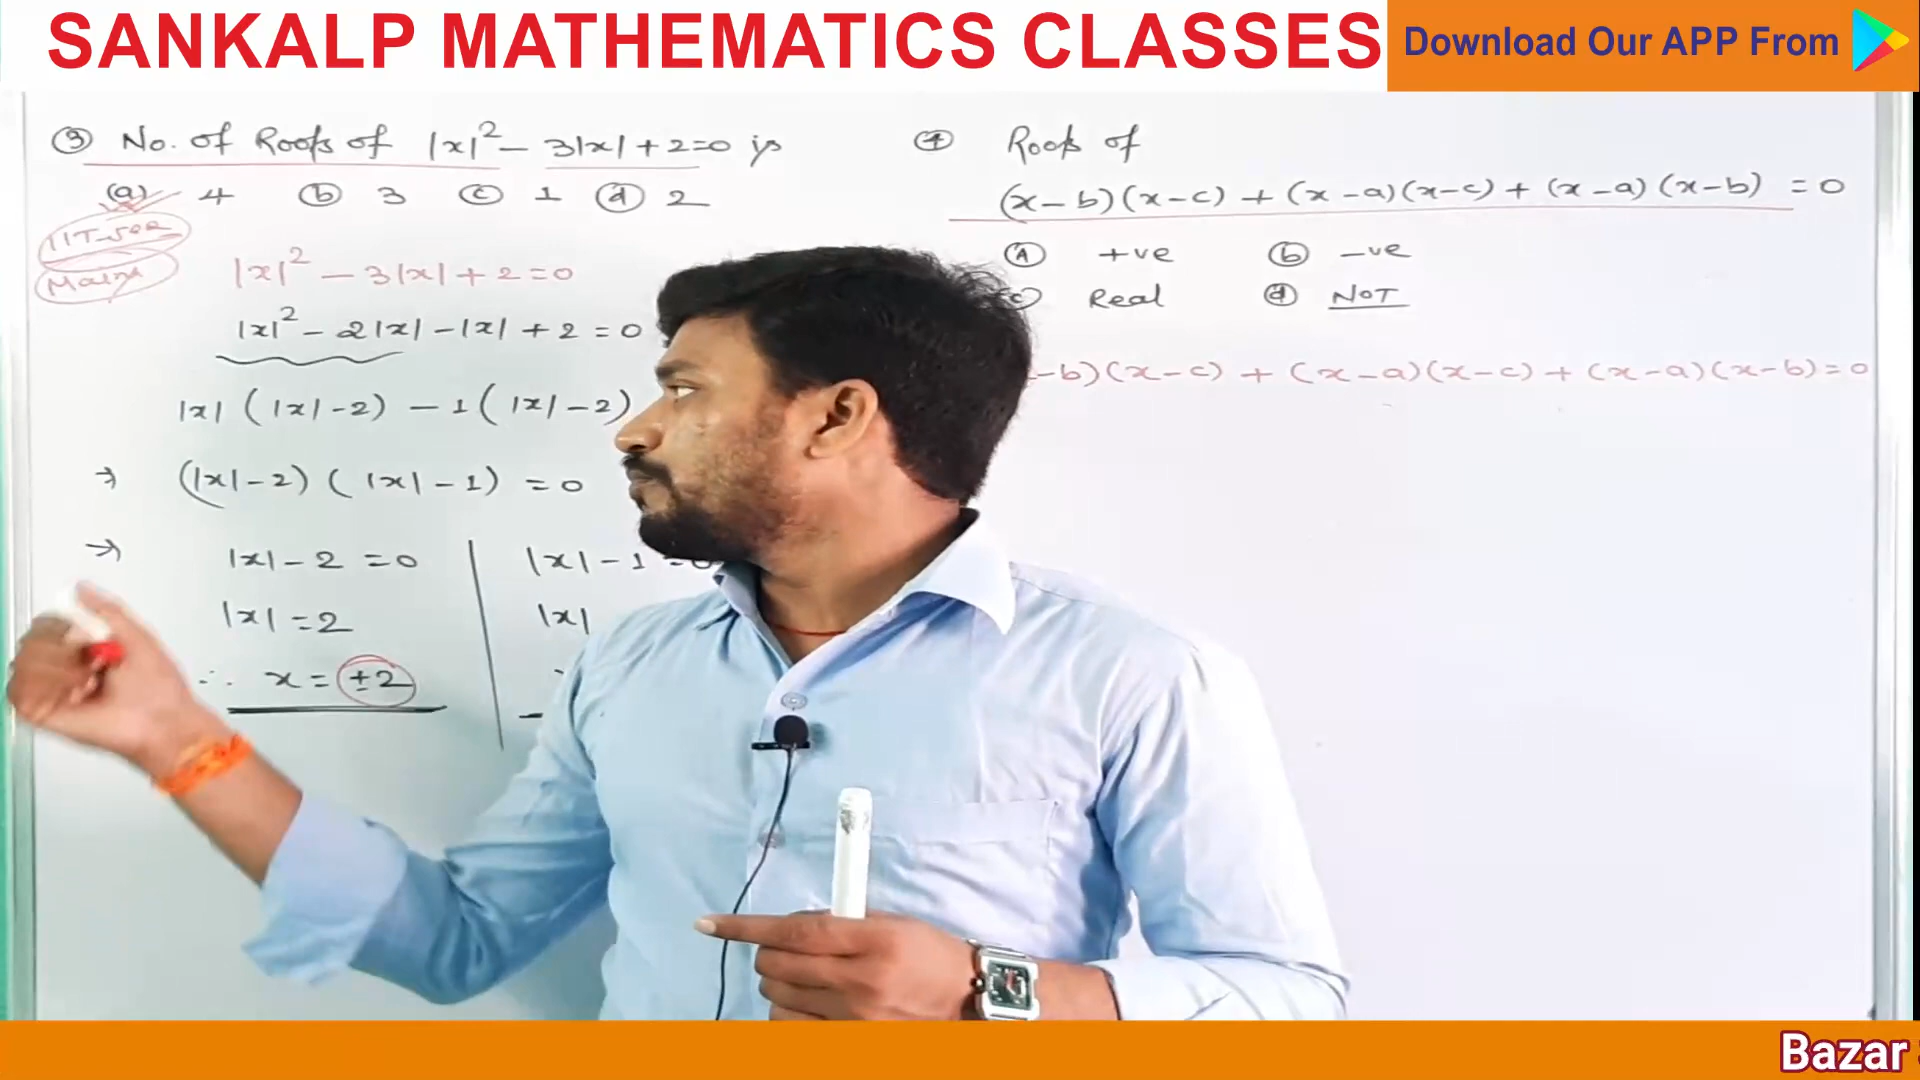 SANKALP MATHEMATICS CLASSES
Download Our APP From
③ No. of Roots of |x|² - 3|x| + 2 = 0 is
(a) 4 (b) 3 (c) 1 (d) 2
IIT-JEE
Mains
|x|² - 3|x| + 2 = 0
|x|² - 2|x| - |x| + 2 = 0
|x| (|x| - 2) - 1 (|x| - 2)
⇒ (|x| - 2) (|x| - 1) = 0
⇒ |x| - 2 = 0
|x| = 2
∴ x = ±2
|x| - 1 = 0
|x|
④ Roots of
(x - b)(x - c) + (x - a)(x - c) + (x - a)(x - b) = 0
(A) +ve (b) -ve
(c) Real (d) NOT
- b)(x - c) + (x - a)(x - c) + (x - a)(x - b) = 0
Bazar